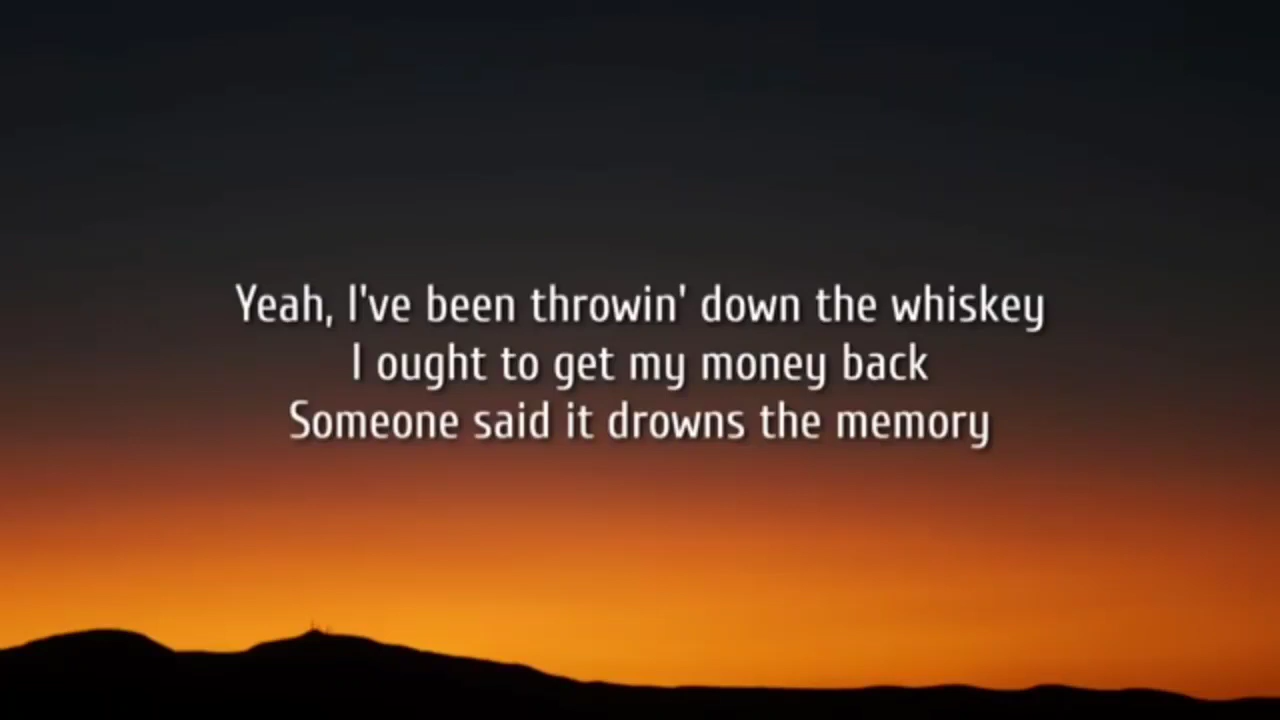 Yeah, I've been throwin' down the whiskey
I ought to get my money back
Someone said it drowns the memory